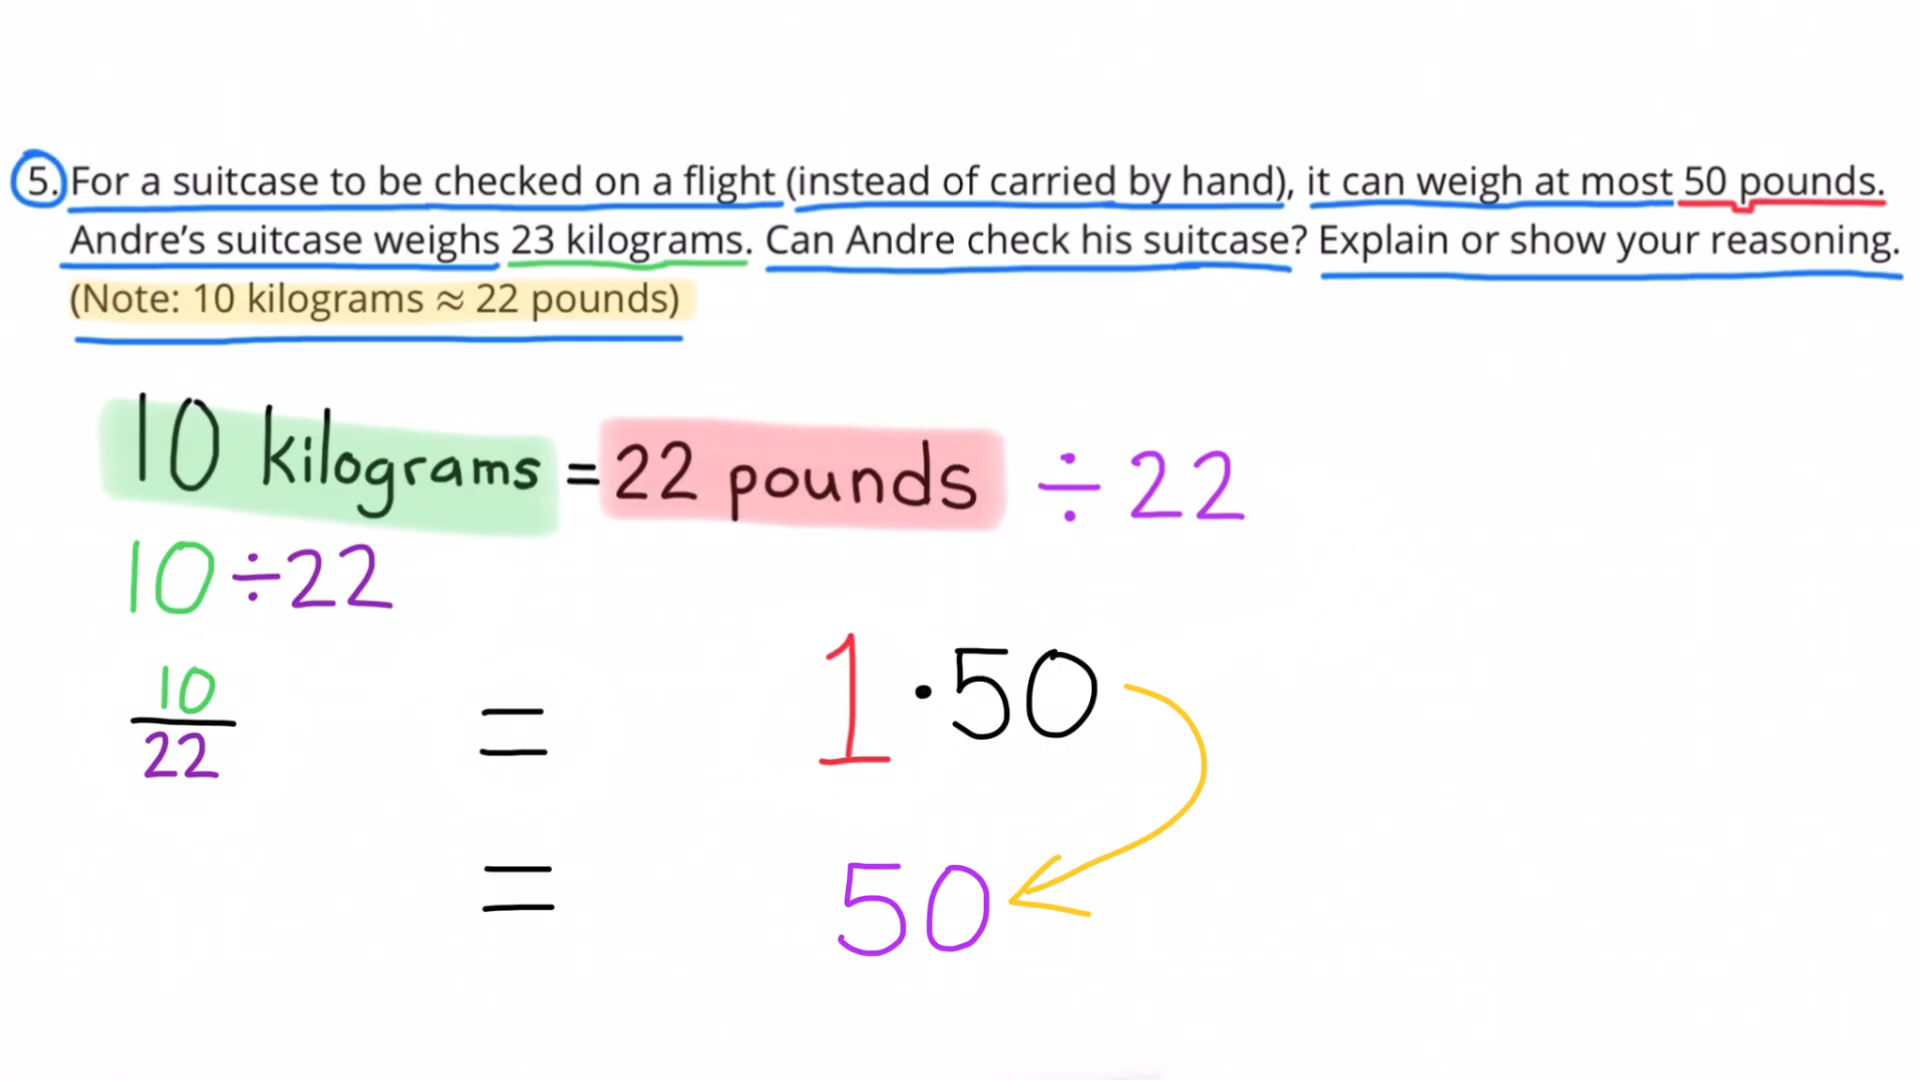 5. For a suitcase to be checked on a flight (instead of carried by hand), it can weigh at most 50 pounds.
Andre’s suitcase weighs 23 kilograms. Can Andre check his suitcase? Explain or show your reasoning.
(Note: 10 kilograms ≈ 22 pounds)
10 kilograms = 22 pounds ÷ 22
10 ÷ 22
10
22
= 1 · 50
= 50